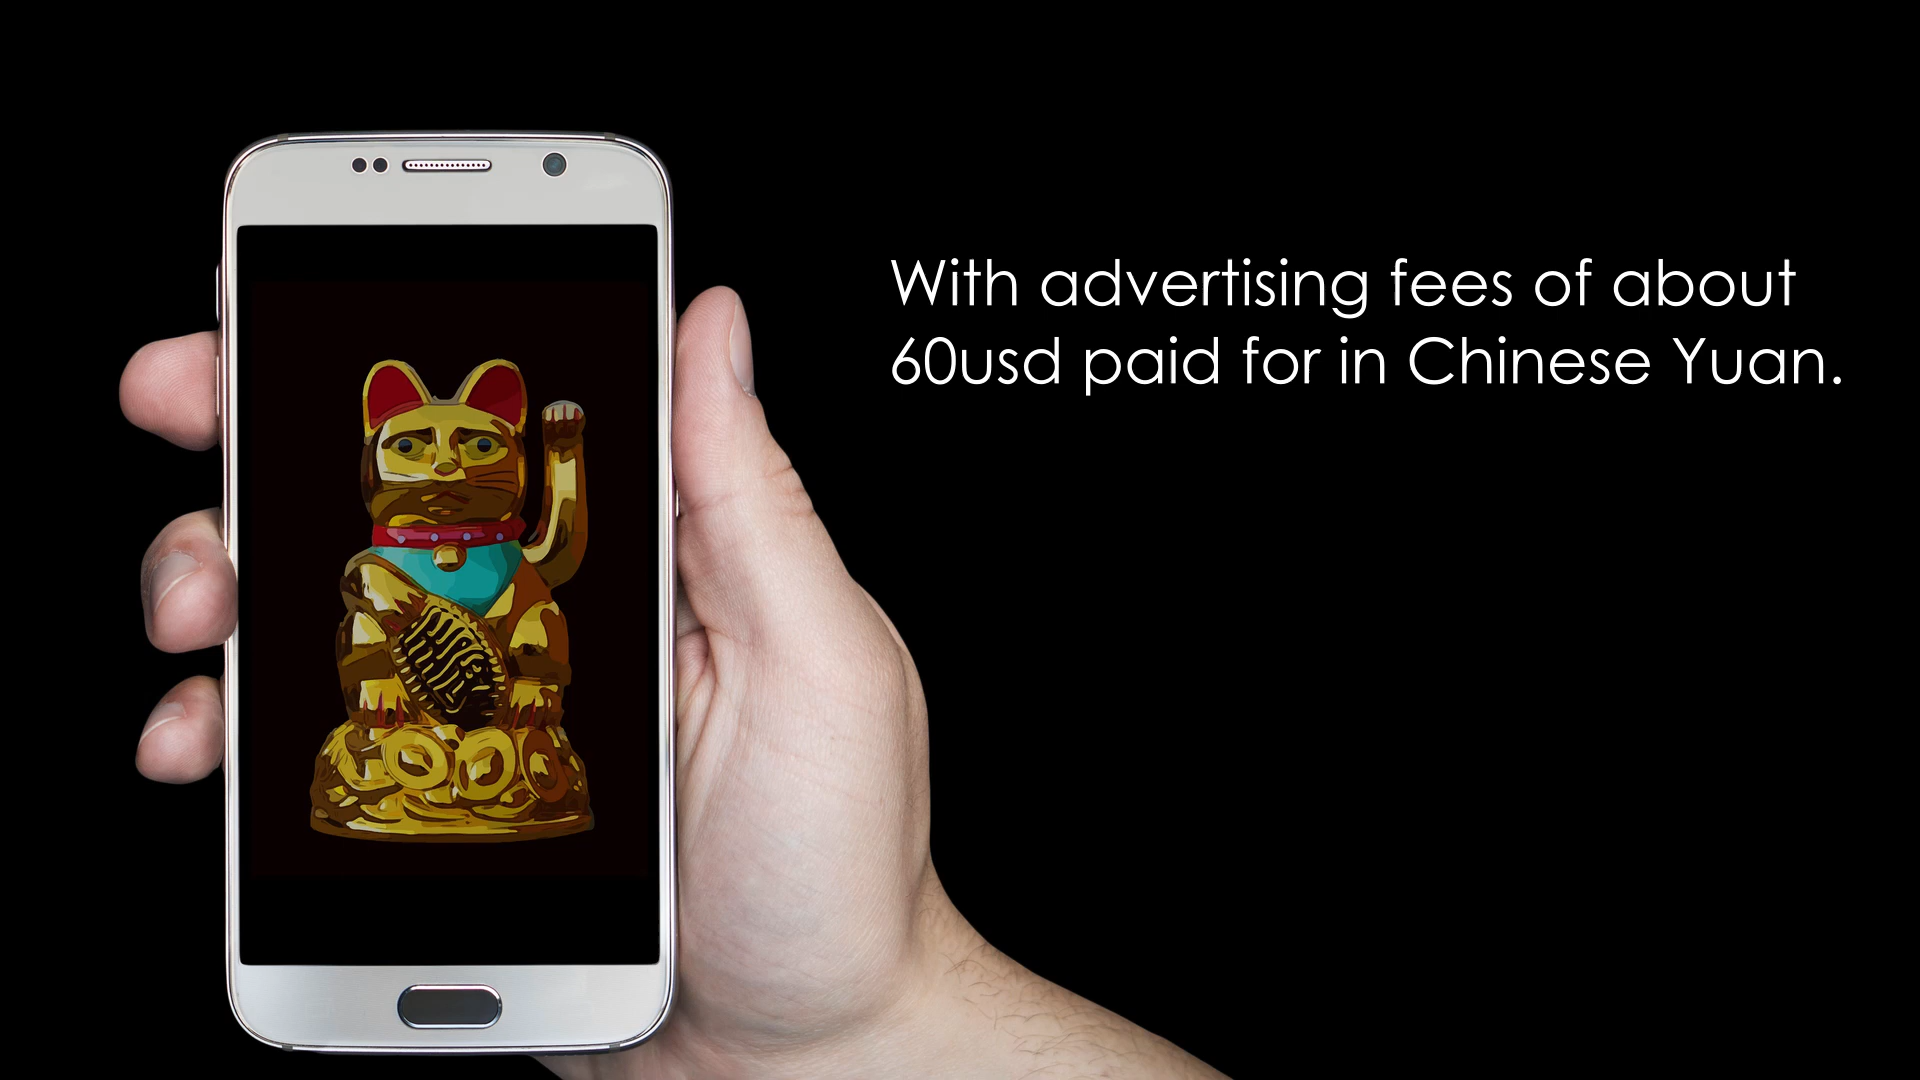 With advertising fees of about
60usd paid for in Chinese Yuan.